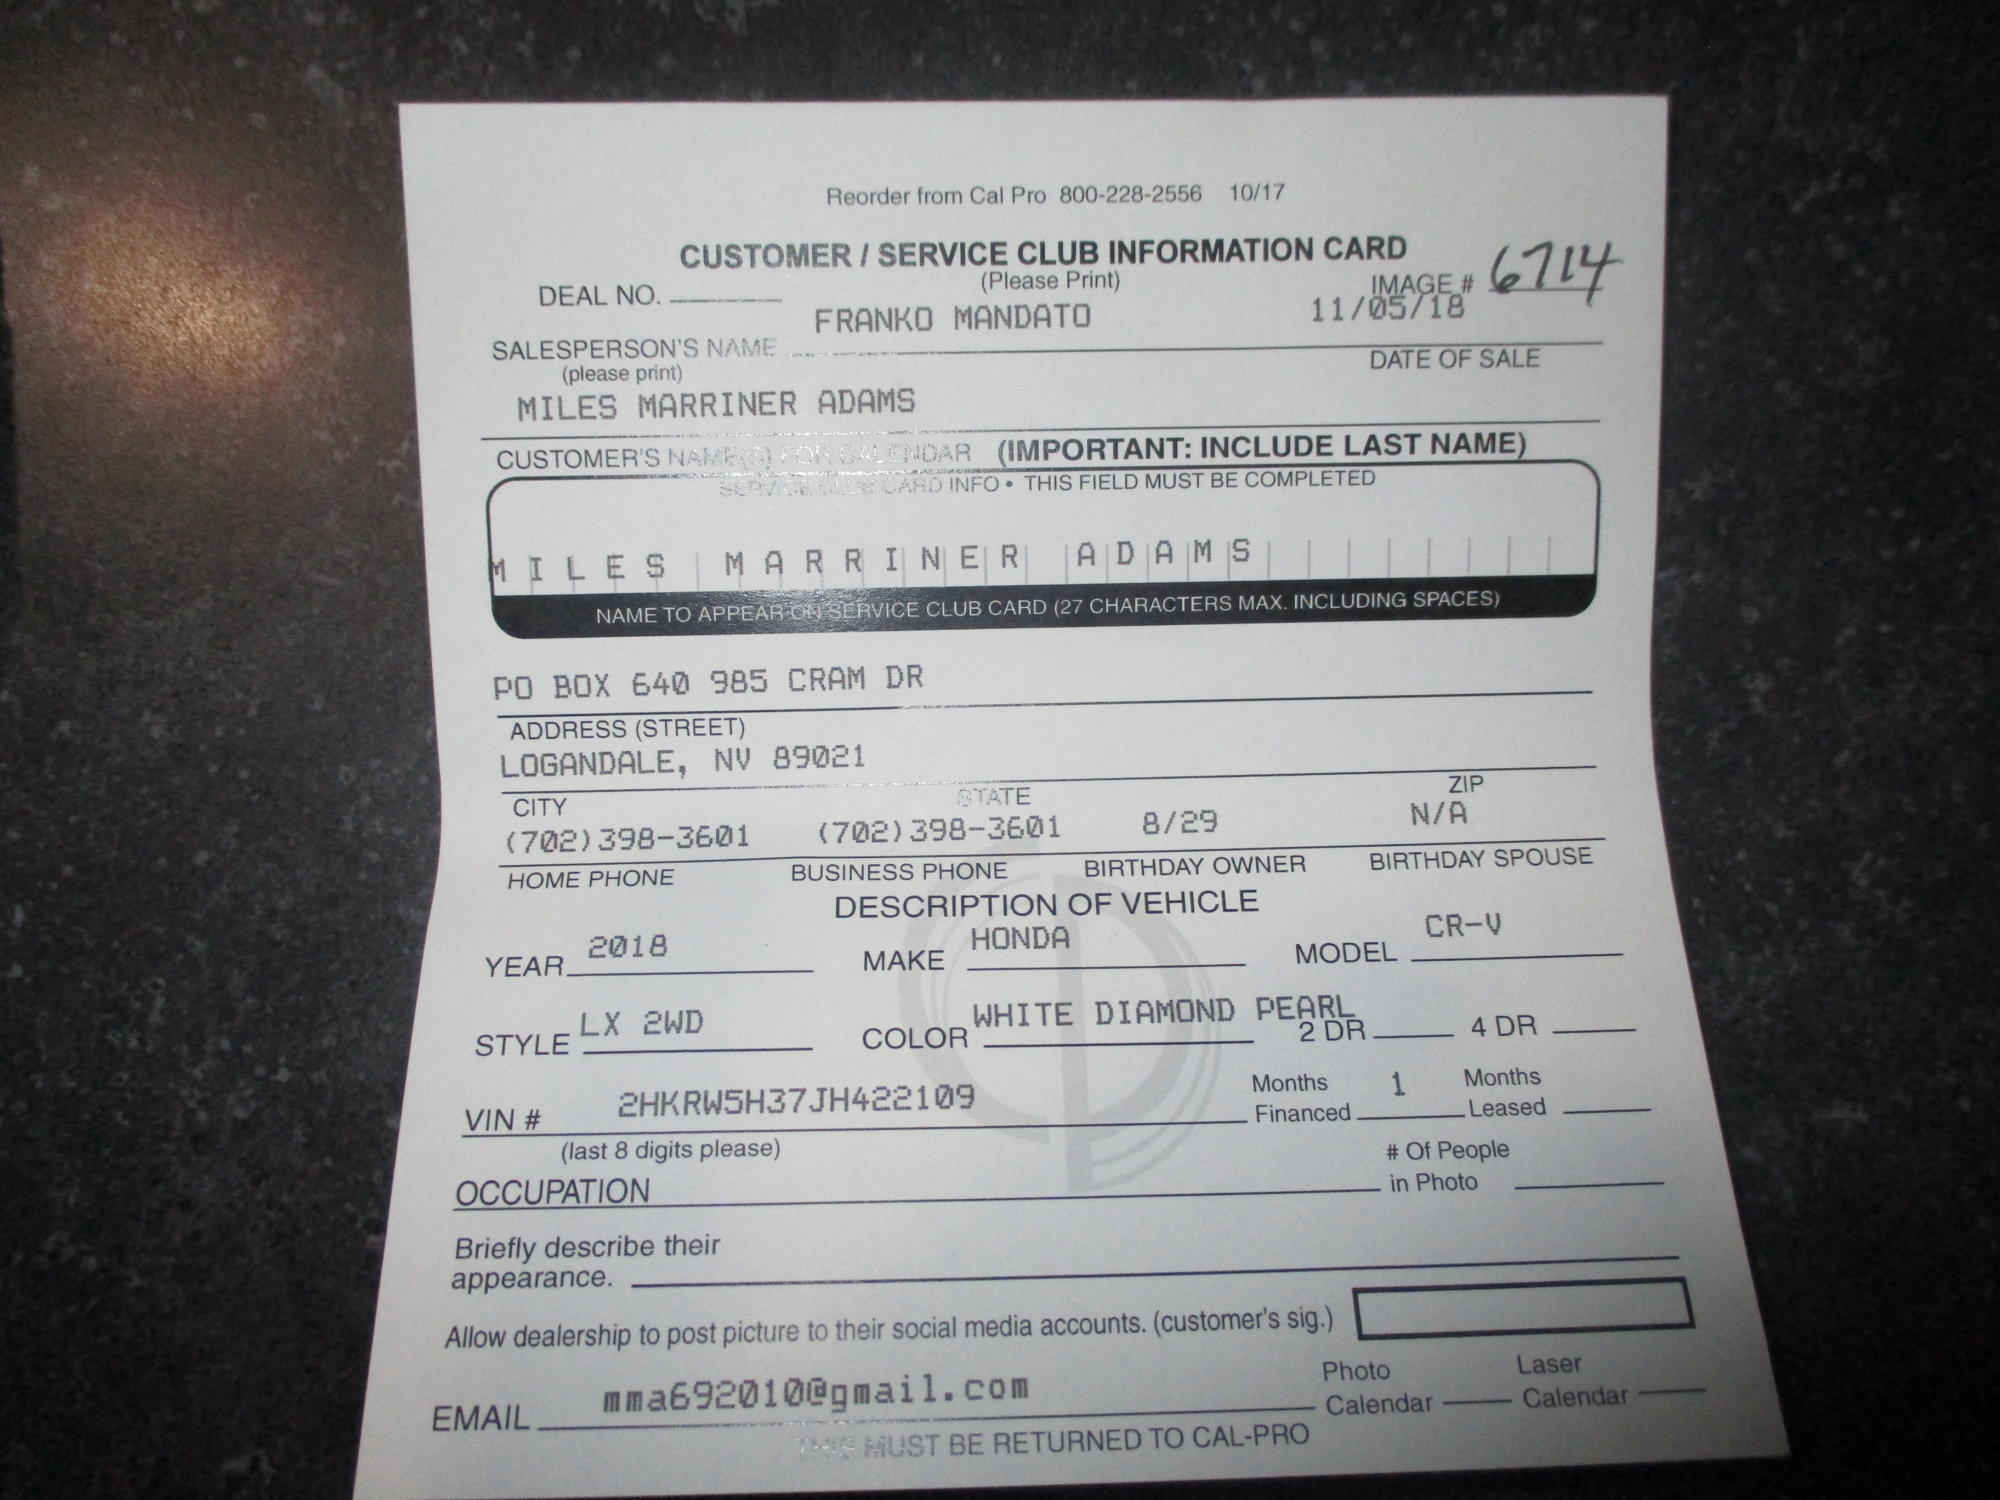 Reorder from Cal Pro 800-228-2556 10/17
CUSTOMER / SERVICE CLUB INFORMATION CARD
(Please Print)
DEAL NO. IMAGE # 6714
FRANKO MANDATO 11/05/18
SALESPERSON'S NAME DATE OF SALE
(please print)
MILES MARRINER ADAMS
CUSTOMER'S NAME(S) FOR CALENDAR (IMPORTANT: INCLUDE LAST NAME)
SERVICE CLUB CARD INFO • THIS FIELD MUST BE COMPLETED
MILES MARRINER ADAMS
NAME TO APPEAR ON SERVICE CLUB CARD (27 CHARACTERS MAX. INCLUDING SPACES)
PO BOX 640 985 CRAM DR
ADDRESS (STREET)
LOGANDALE, NV 89021
CITY STATE ZIP
(702)398-3601 (702)398-3601 8/29 N/A
HOME PHONE BUSINESS PHONE BIRTHDAY OWNER BIRTHDAY SPOUSE
DESCRIPTION OF VEHICLE
YEAR 2018 MAKE HONDA MODEL CR-V
STYLE LX 2WD COLOR WHITE DIAMOND PEARL 2 DR 4 DR
VIN # 2HKRW5H37JH422109 Months Financed 1 Months Leased
(last 8 digits please)
OCCUPATION # Of People in Photo
Briefly describe their
appearance.
Allow dealership to post picture to their social media accounts. (customer's sig.)
EMAIL mma692010@gmail.com Photo Calendar Laser Calendar
THIS MUST BE RETURNED TO CAL-PRO